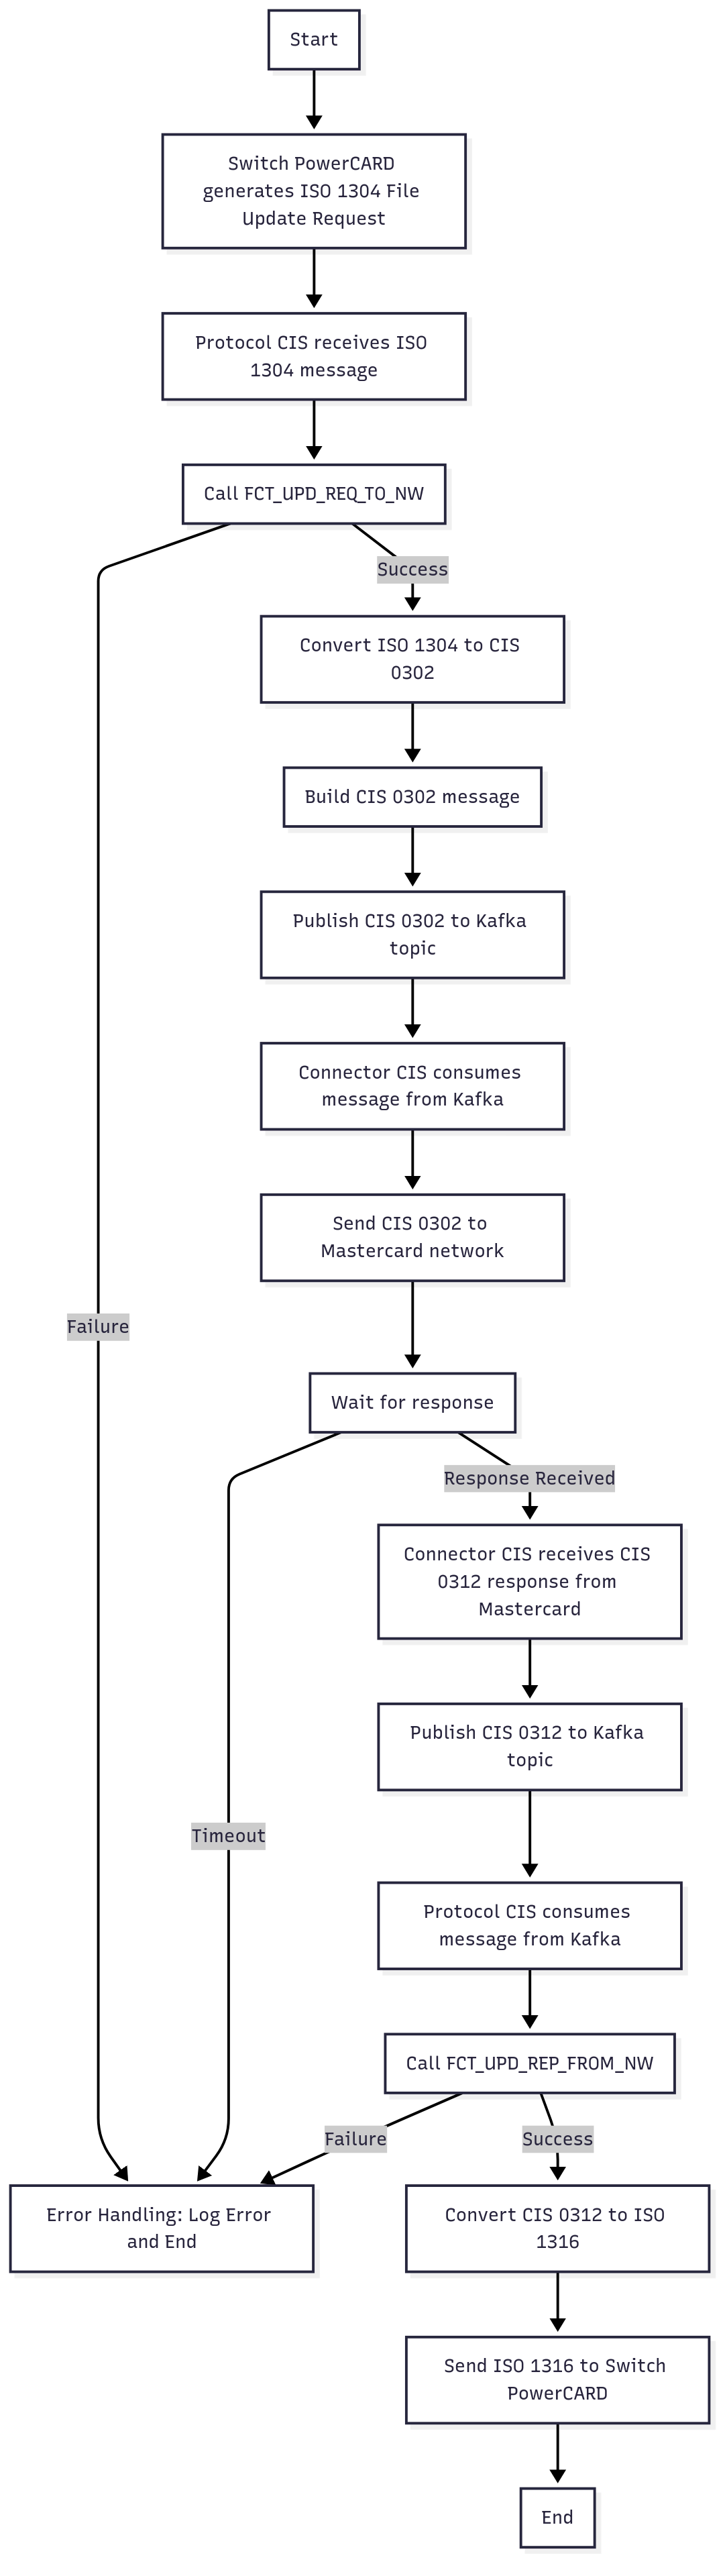 Start
Switch PowerCARD
generates ISO 1304 File
Update Request
Protocol CIS receives ISO
1304 message
Call FCT_UPD_REQ_TO_NW
Success
Convert ISO 1304 to CIS
0302
Build CIS 0302 message
Publish CIS 0302 to Kafka
topic
Connector CIS consumes
message from Kafka
Send CIS 0302 to
Mastercard network
Failure
Wait for response
Response Received
Connector CIS receives CIS
0312 response from
Mastercard
Publish CIS 0312 to Kafka
topic
Timeout
Protocol CIS consumes
message from Kafka
Call FCT_UPD_REP_FROM_NW
Failure
Success
Error Handling: Log Error
and End
Convert CIS 0312 to ISO
1316
Send ISO 1316 to Switch
PowerCARD
End